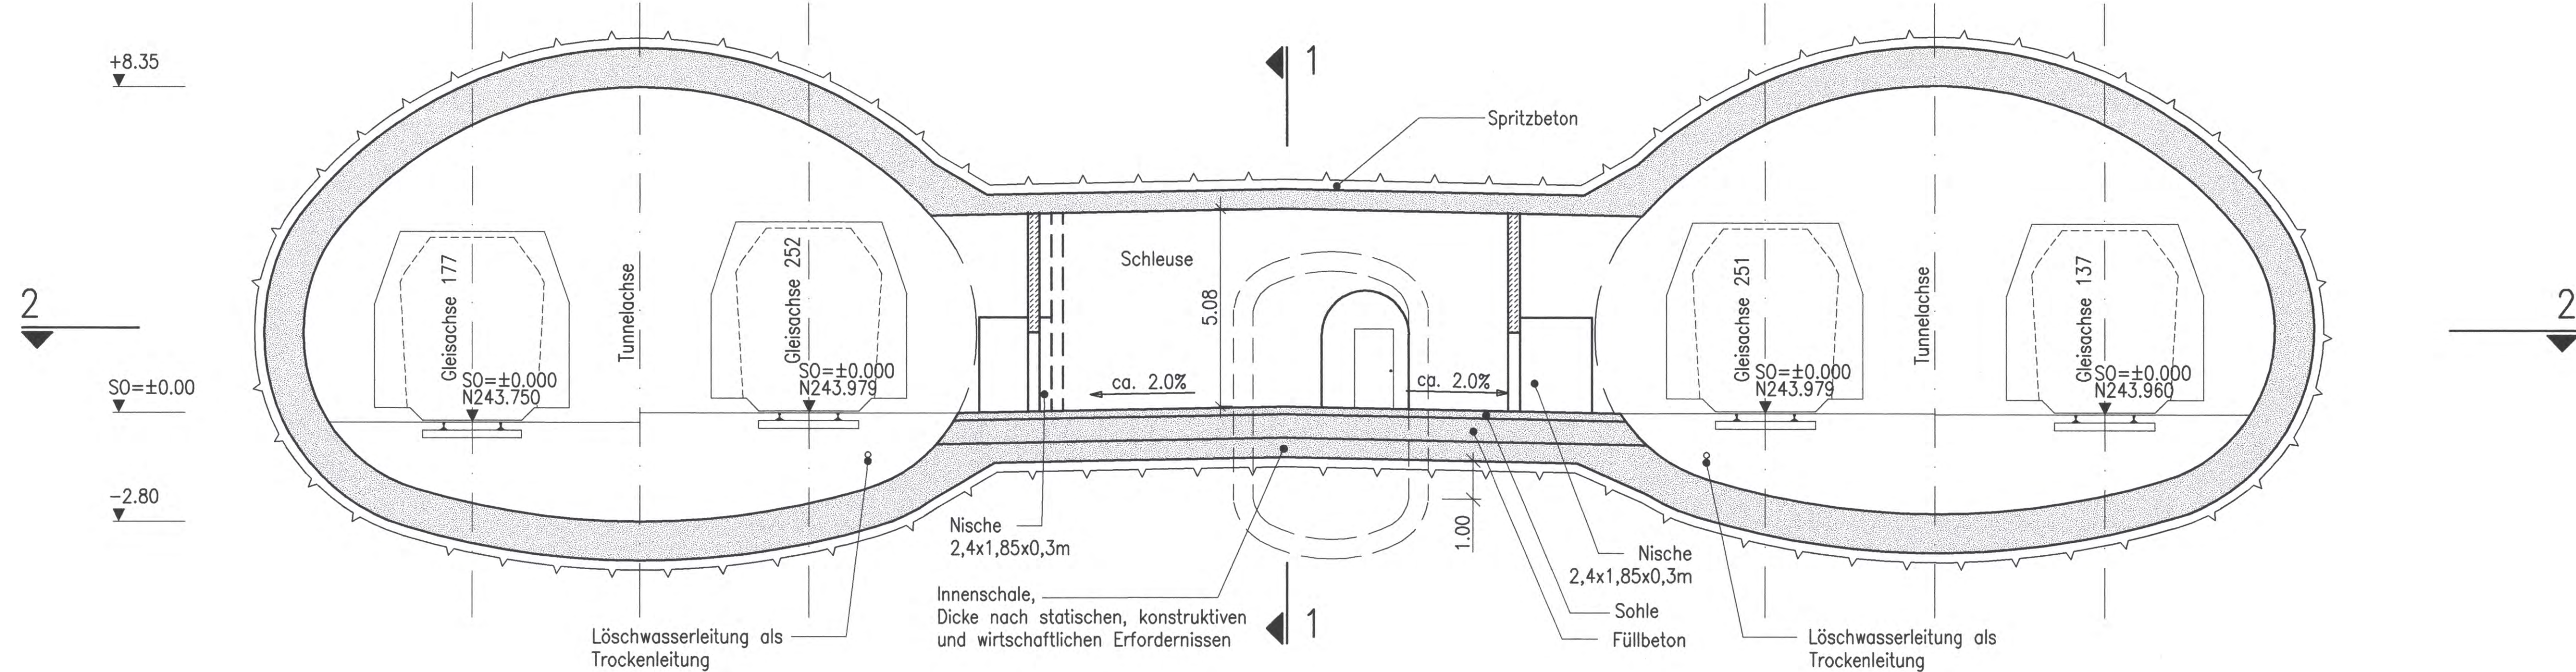 +8.35
1
Spritzbeton
Schleuse
5.08
Gleisachse 177
Tunnelachse
Gleisachse 252
Gleisachse 251
Tunnelachse
Gleisachse 137
2
2
SO=±0.00
SO=±0.000
N243.750
SO=±0.000
N243.979
ca. 2.0%
ca. 2.0%
SO=±0.000
N243.979
SO=±0.000
N243.960
-2.80
Nische
2,4x1,85x0,3m
1.00
Nische
2,4x1,85x0,3m
Innenschale,
Dicke nach statischen, konstruktiven
und wirtschaftlichen Erfordernissen
1
Sohle
Füllbeton
Löschwasserleitung als
Trockenleitung
Löschwasserleitung als
Trockenleitung